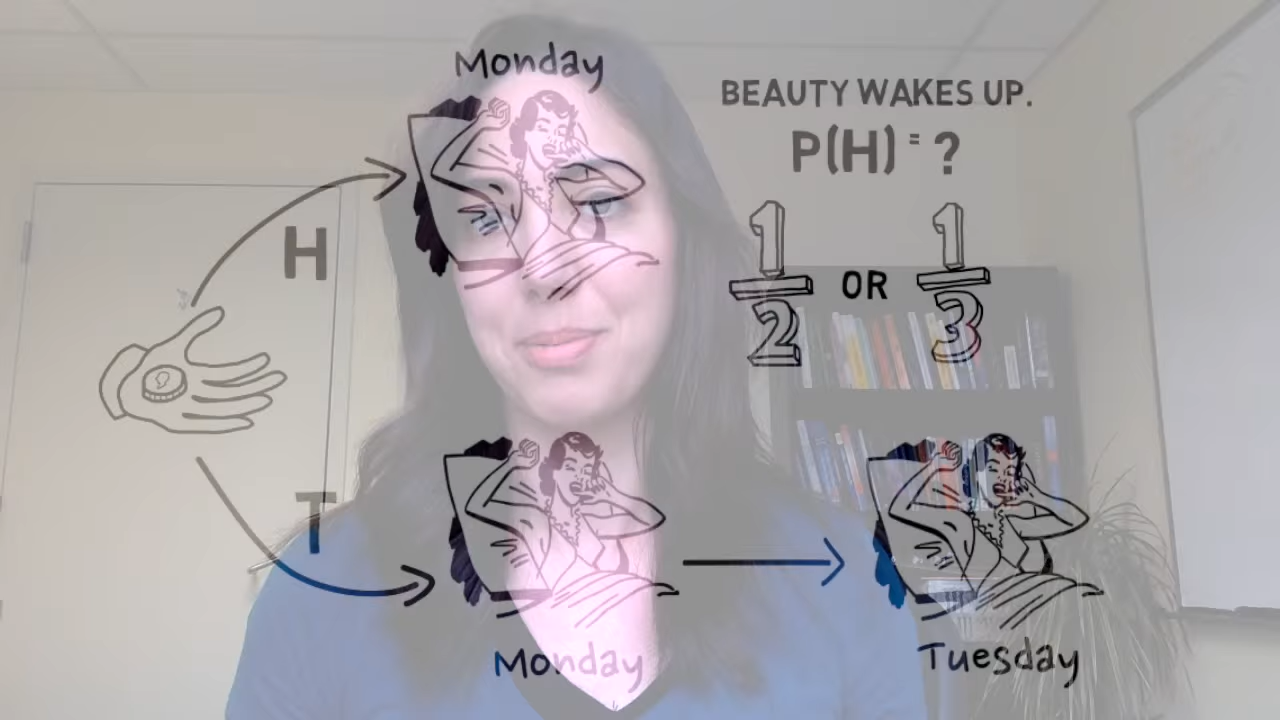 Monday
BEAUTY WAKES UP.
P(H) = ?
H
1/2 OR 1/3
T
Monday
Tuesday